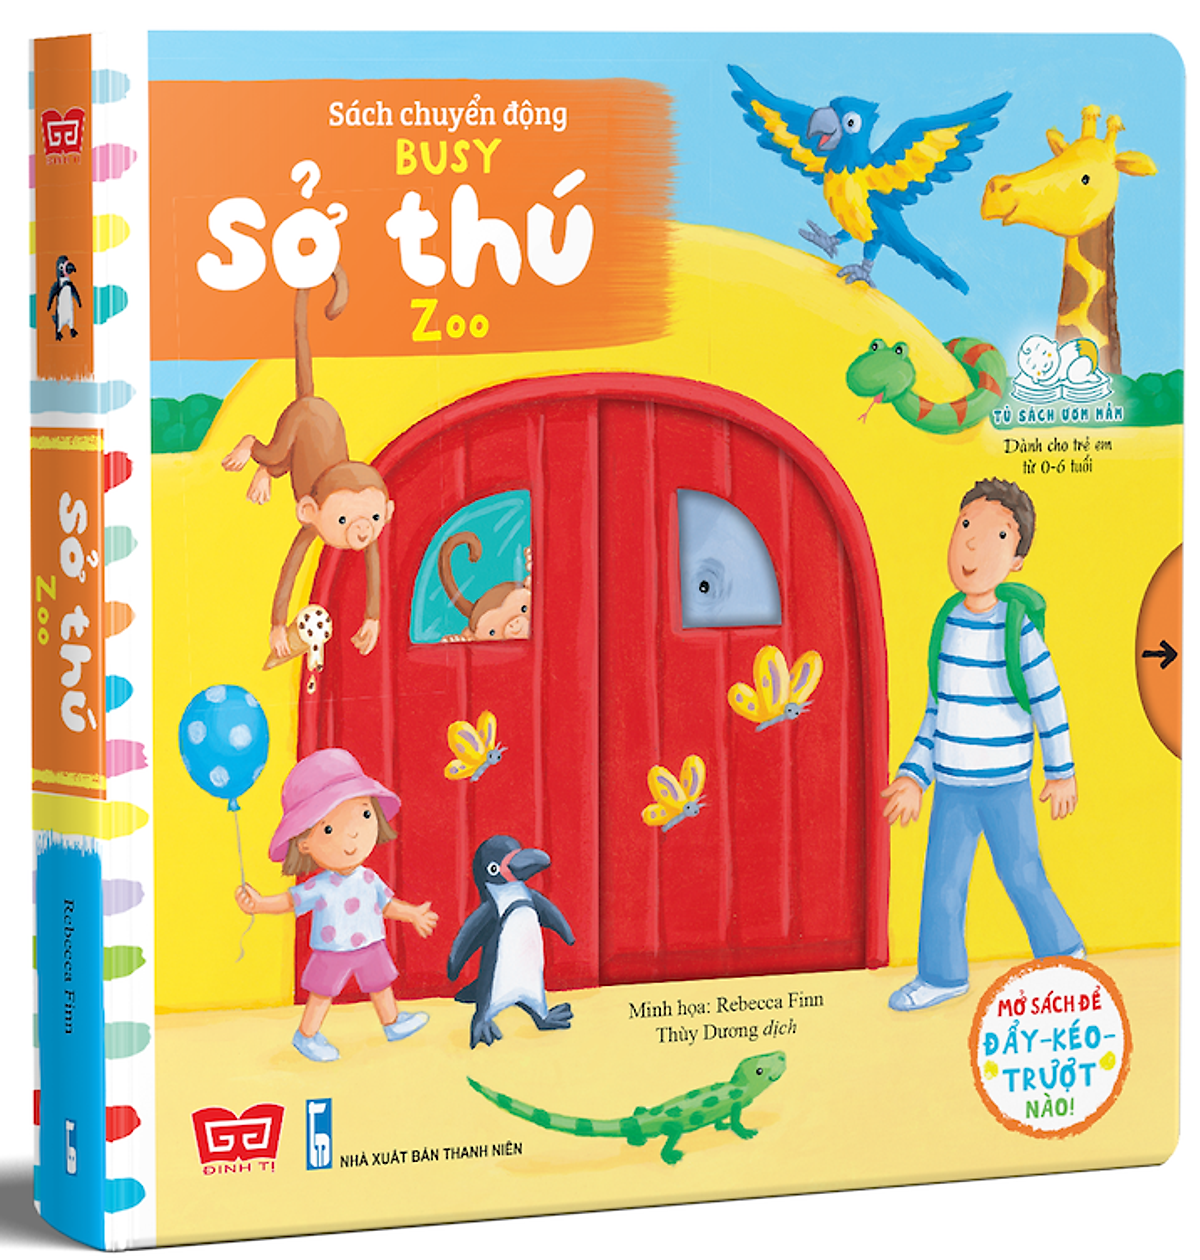 Sách chuyển động
BUSY
sở thú
Zoo
TỦ SÁCH ƯƠM MẦM
Dành cho trẻ em
từ 0-6 tuổi
Minh họa: Rebecca Finn
Thùy Dương dịch
MỞ SÁCH ĐỂ
ĐẨY-KÉO-
TRƯỢT
NÀO!
ĐINH TỊ
NHÀ XUẤT BẢN THANH NIÊN
sở thú
Zoo
Rebecca Finn